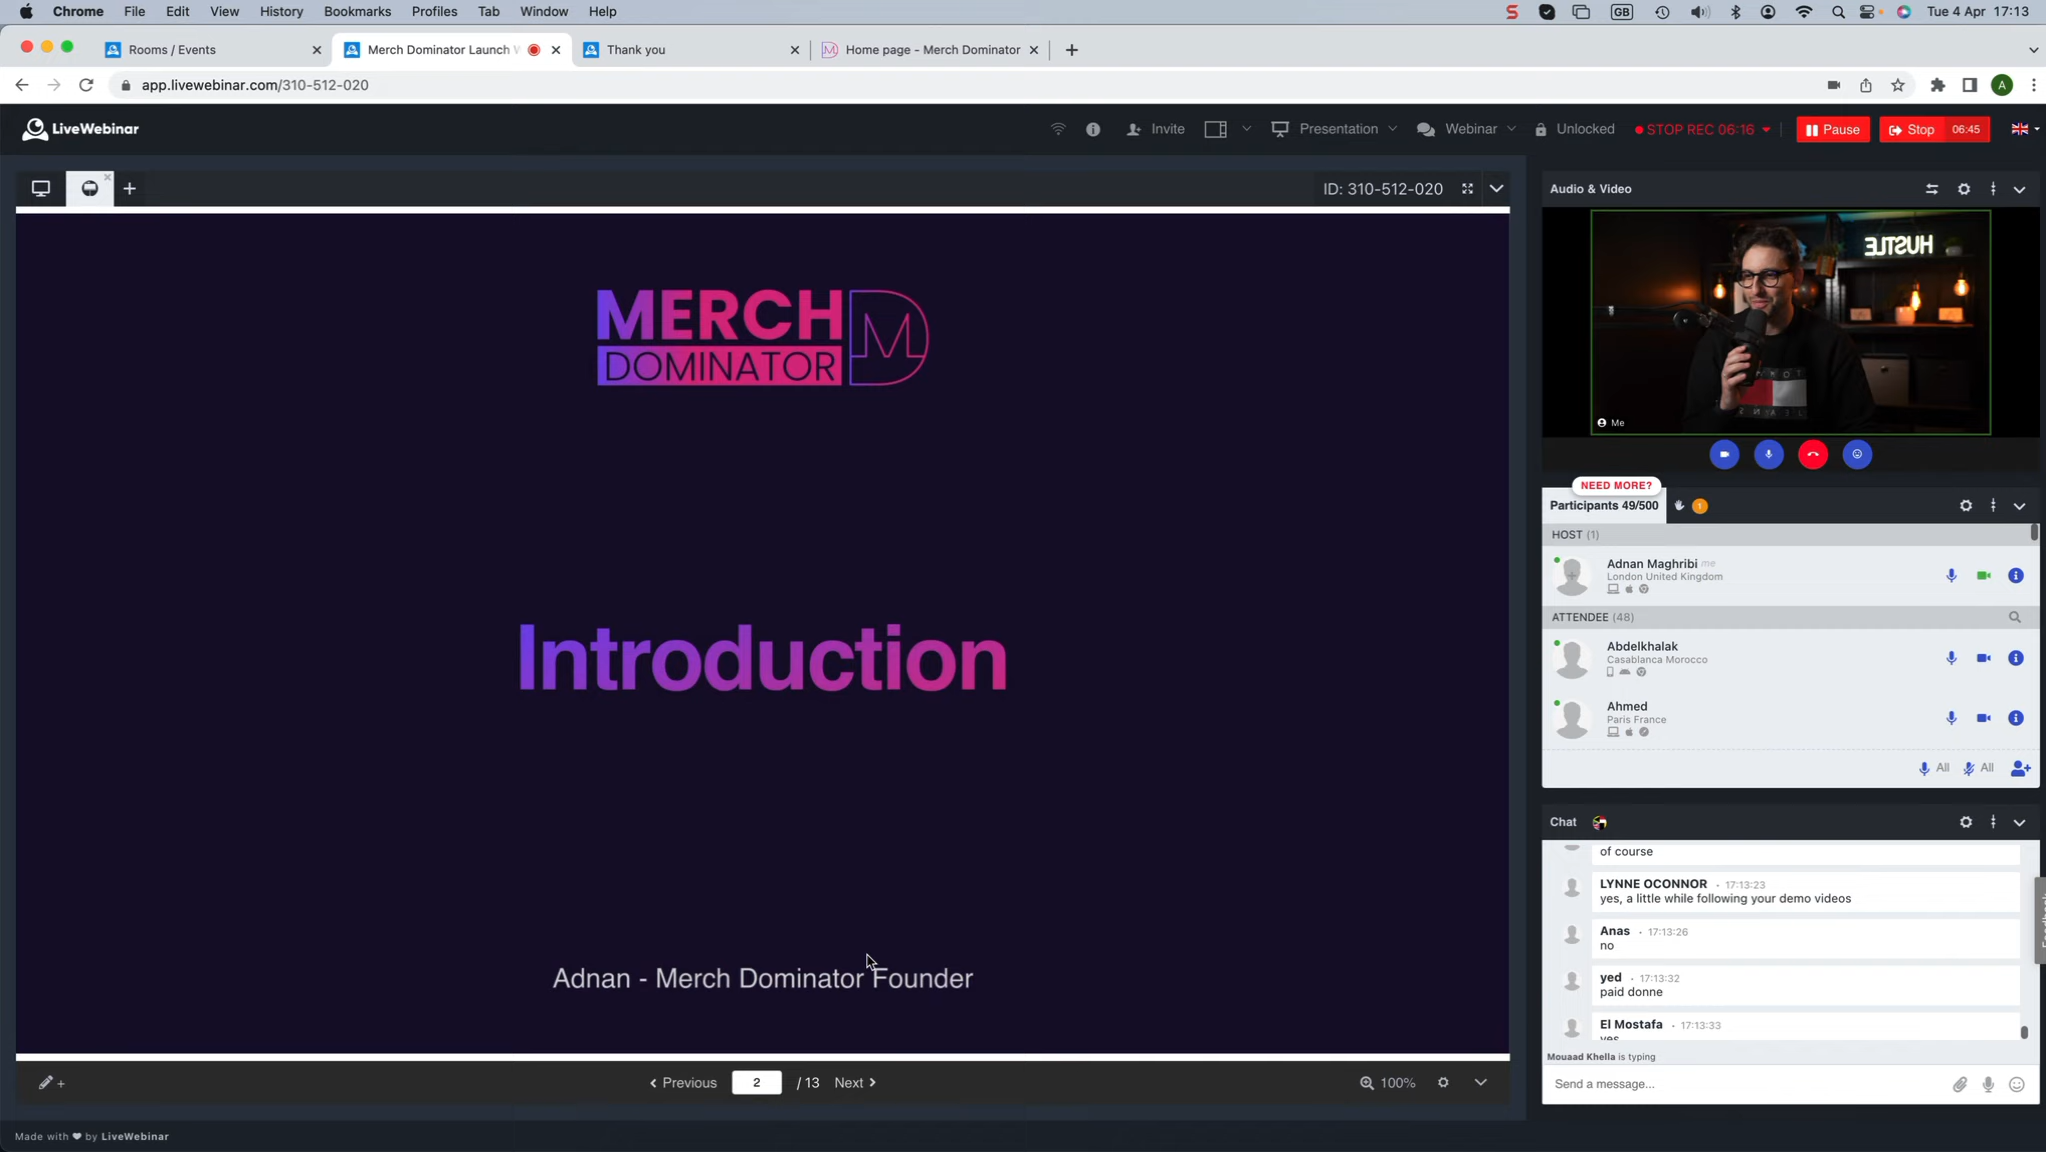 Chrome File Edit View History Bookmarks Profiles Tab Window Help
GB
Tue 4 Apr 17:13
Rooms / Events
Merch Dominator Launch
Thank you
Home page - Merch Dominator
app.livewebinar.com/310-512-020
A
LiveWebinar
Invite
Presentation
Webinar
Unlocked
STOP REC 06:16
Pause
Stop
06:45
ID: 310-512-020
MERCH
DOMINATOR
Introduction
Adnan - Merch Dominator Founder
Previous
2
/ 13
Next
100%
Made with ❤ by LiveWebinar
Audio & Video
HUSTLE
Me
NEED MORE?
Participants 49/500
1
HOST (1)
Adnan Maghribi me
London United Kingdom
ATTENDEE (48)
Abdelkhalak
Casablanca Morocco
Ahmed
Paris France
All
All
Chat
of course
LYNNE OCONNOR • 17:13:23
yes, a little while following your demo videos
Anas • 17:13:26
no
yed • 17:13:32
paid donne
El Mostafa • 17:13:33
yes
Mouaad Khella is typing
Send a message...